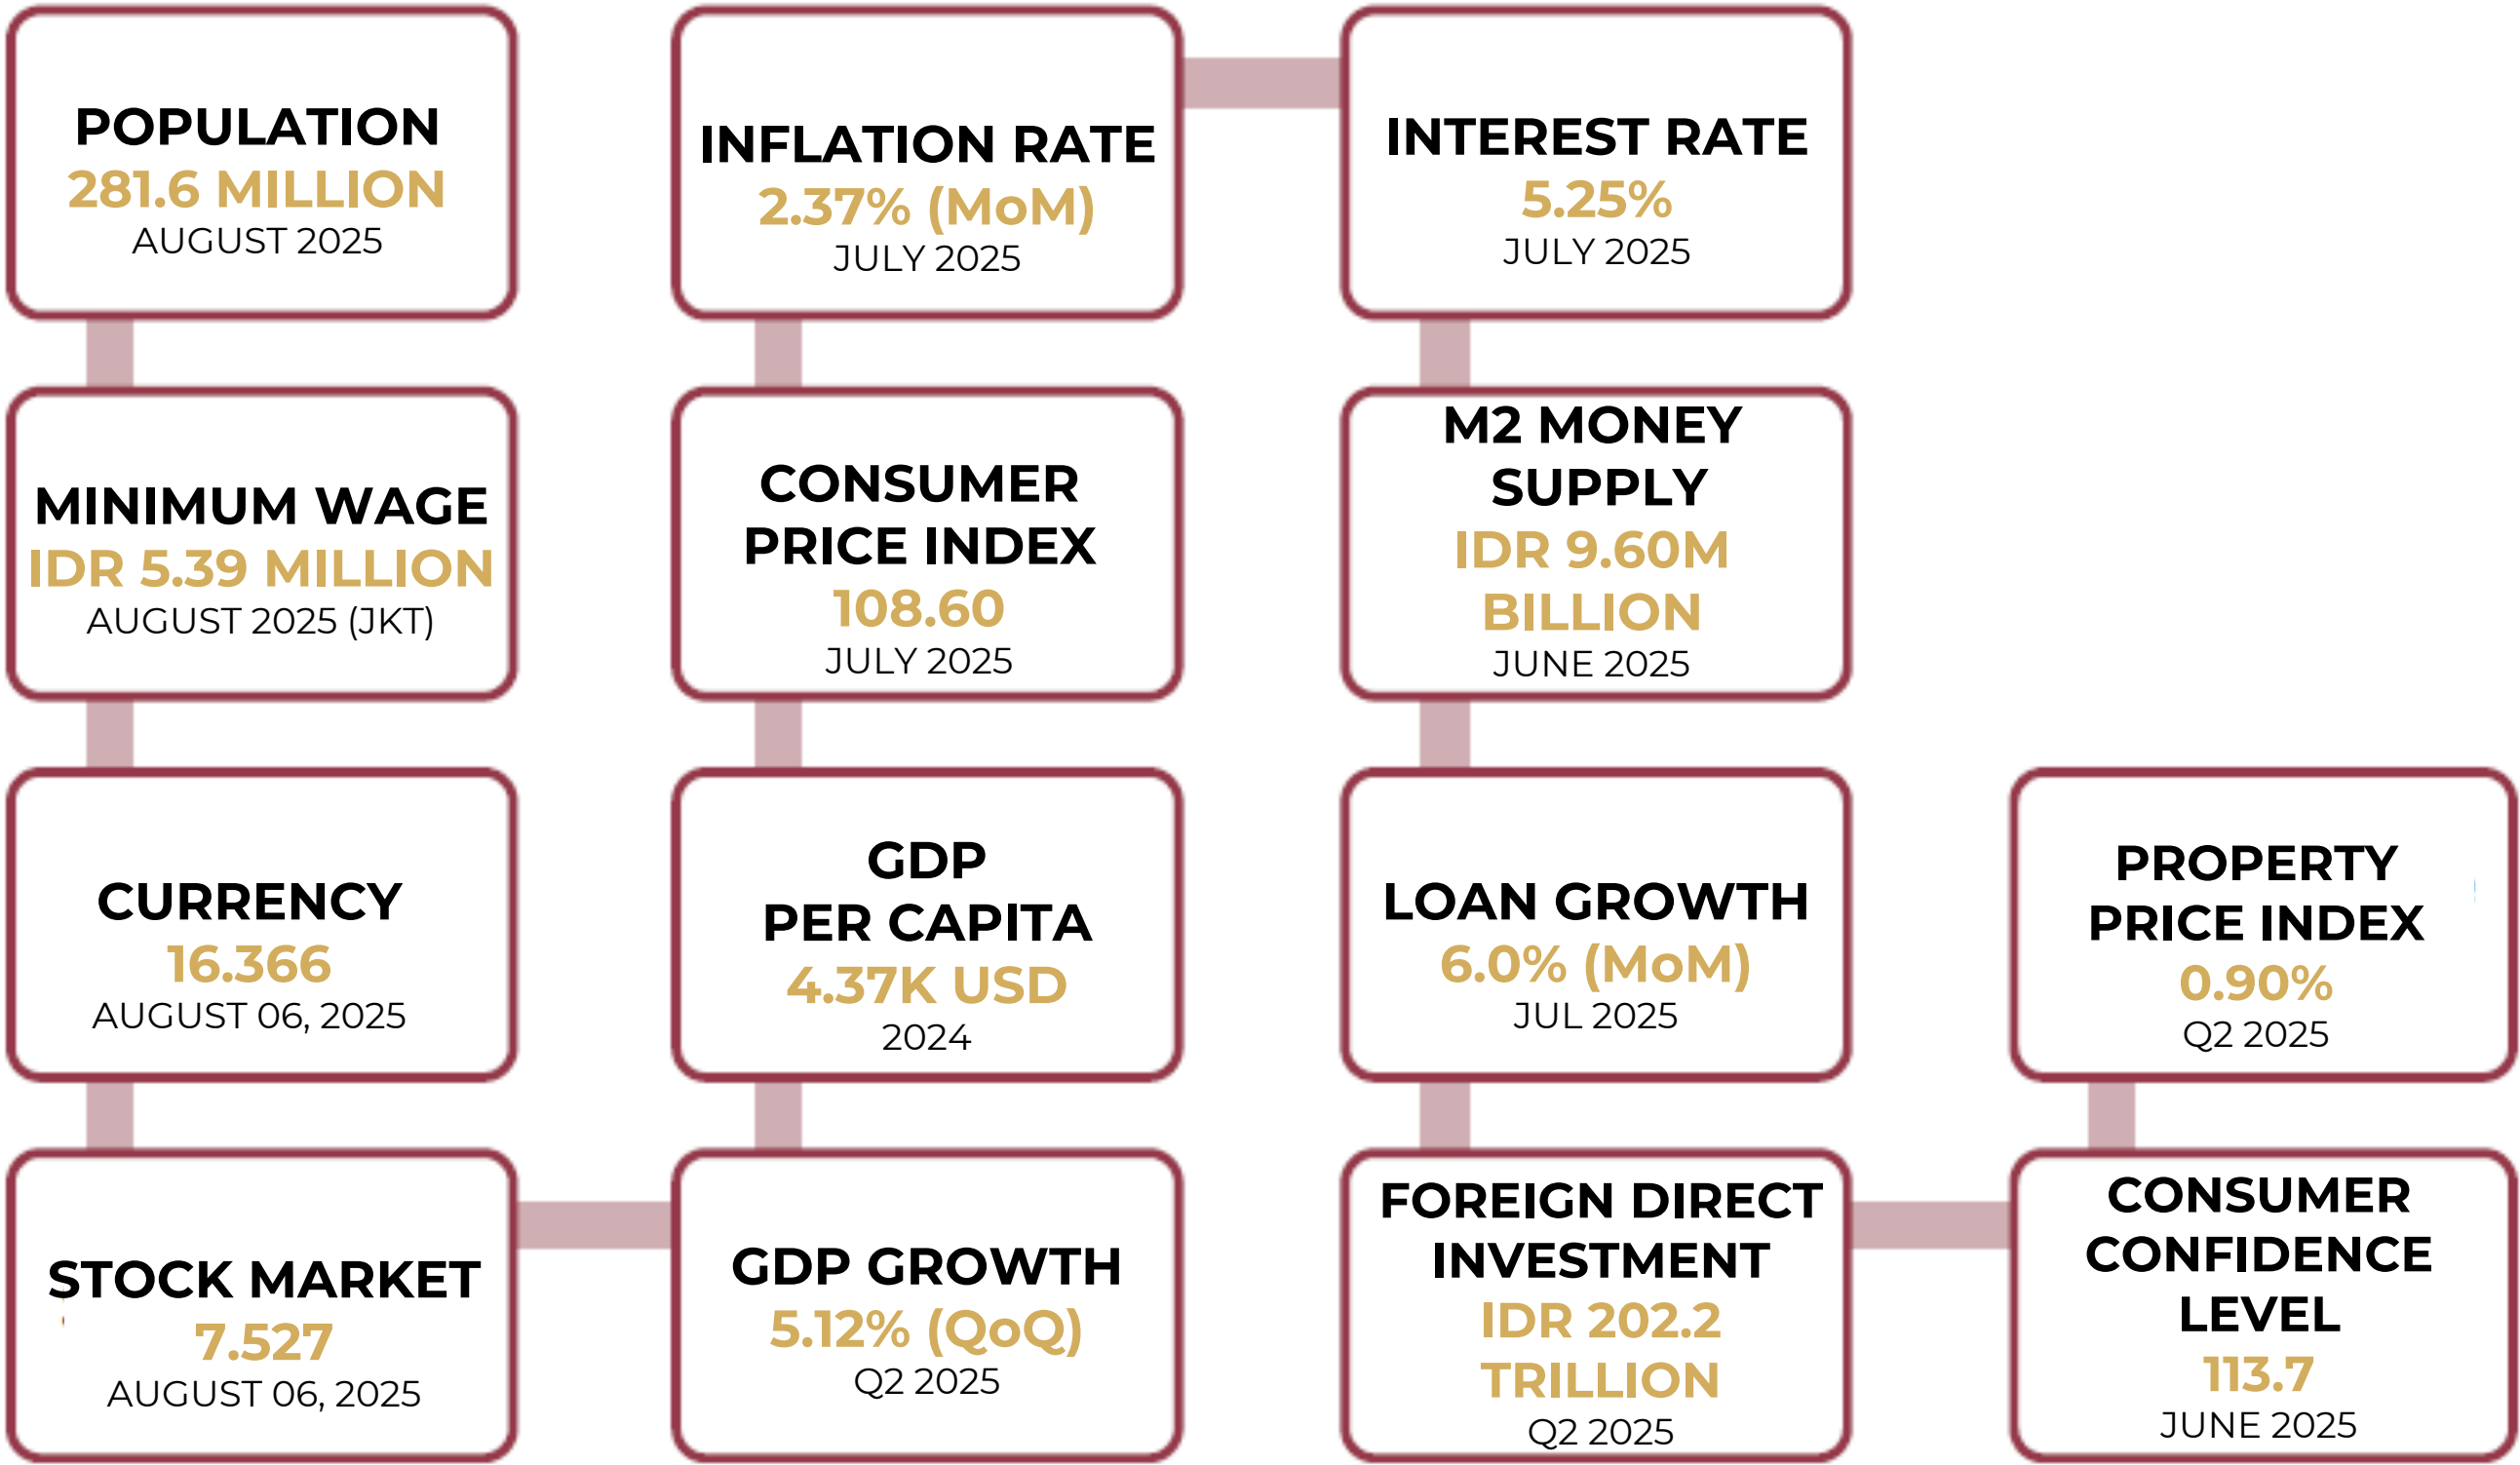 POPULATION
281.6 MILLION
AUGUST 2025
MINIMUM WAGE
IDR 5.39 MILLION
AUGUST 2025 (JKT)
CURRENCY
16.366
AUGUST 06, 2025
STOCK MARKET
7.527
AUGUST 06, 2025
GDP GROWTH
5.12% (QoQ)
Q2 2025
GDP
PER CAPITA
4.37K USD
2024
CONSUMER
PRICE INDEX
108.60
JULY 2025
INFLATION RATE
2.37% (MoM)
JULY 2025
INTEREST RATE
5.25%
JULY 2025
M2 MONEY
SUPPLY
IDR 9.60M
BILLION
JUNE 2025
LOAN GROWTH
6.0% (MoM)
JUL 2025
FOREIGN DIRECT
INVESTMENT
IDR 202.2
TRILLION
Q2 2025
CONSUMER
CONFIDENCE
LEVEL
113.7
JUNE 2025
PROPERTY
PRICE INDEX
0.90%
Q2 2025